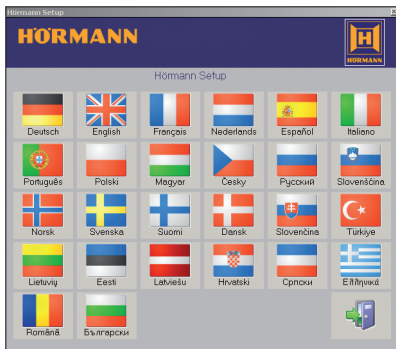 Hörmann Setup
HÖRMANN
HÖRMANN
Hörmann Setup
Deutsch English Français Nederlands Español Italiano
Português Polski Magyar Česky Русский Slovenščina
Norsk Svenska Suomi Dansk Slovenčina Türkiye
Lietuvių Eesti Latviešu Hrvatski Српски Ελληνικά
Română Български